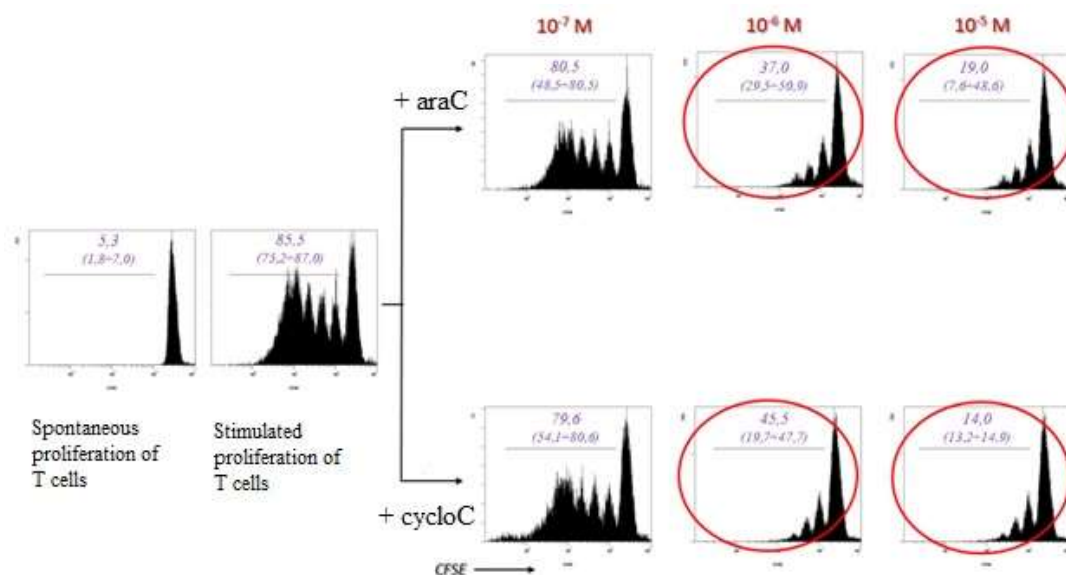 10⁻⁷ M
10⁻⁶ M
10⁻⁵ M
+ araC
80,5
(48,5÷80,5)
37,0
(29,5÷50,9)
19,0
(7,6÷48,6)
5,3
(1,8÷7,0)
85,5
(75,2÷87,0)
Spontaneous
proliferation of
T cells
Stimulated
proliferation of
T cells
+ cycloC
79,6
(54,1÷80,6)
45,5
(19,7÷47,7)
14,0
(13,2÷14,9)
CFSE